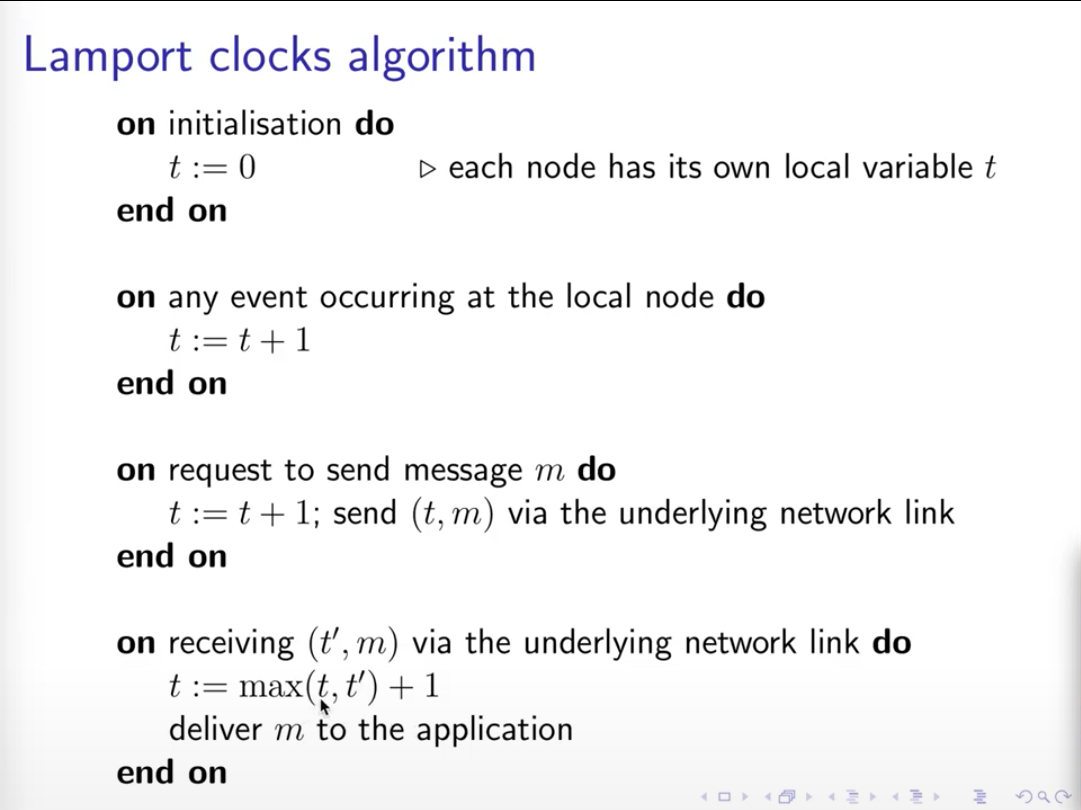 Lamport clocks algorithm
on initialisation do
t := 0 ▷ each node has its own local variable t
end on
on any event occurring at the local node do
t := t + 1
end on
on request to send message m do
t := t + 1; send (t, m) via the underlying network link
end on
on receiving (t′, m) via the underlying network link do
t := max(t, t′) + 1
deliver m to the application
end on